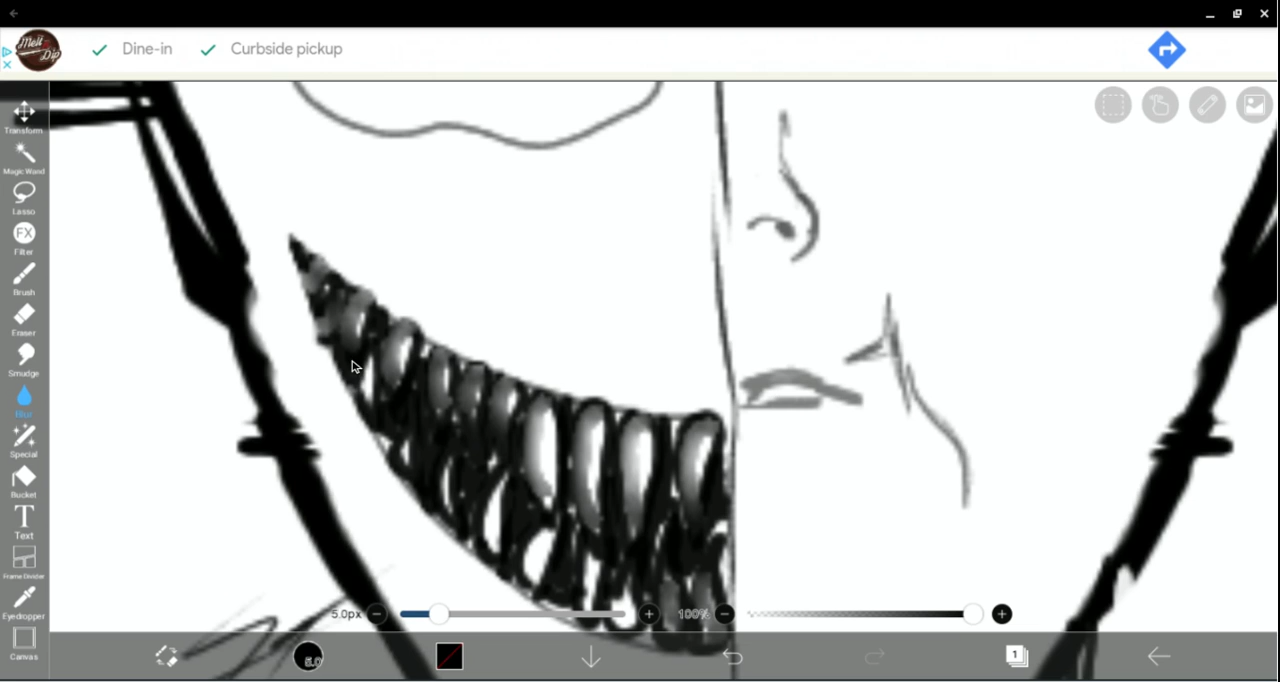 Melt
Dip
Dine-in
Curbside pickup
Transform
Magic Wand
Lasso
FX
Filter
Brush
Eraser
Smudge
Blur
Special
Bucket
T
Text
Frame Divider
Eyedropper
Canvas
5.0px
100%
5.0
1